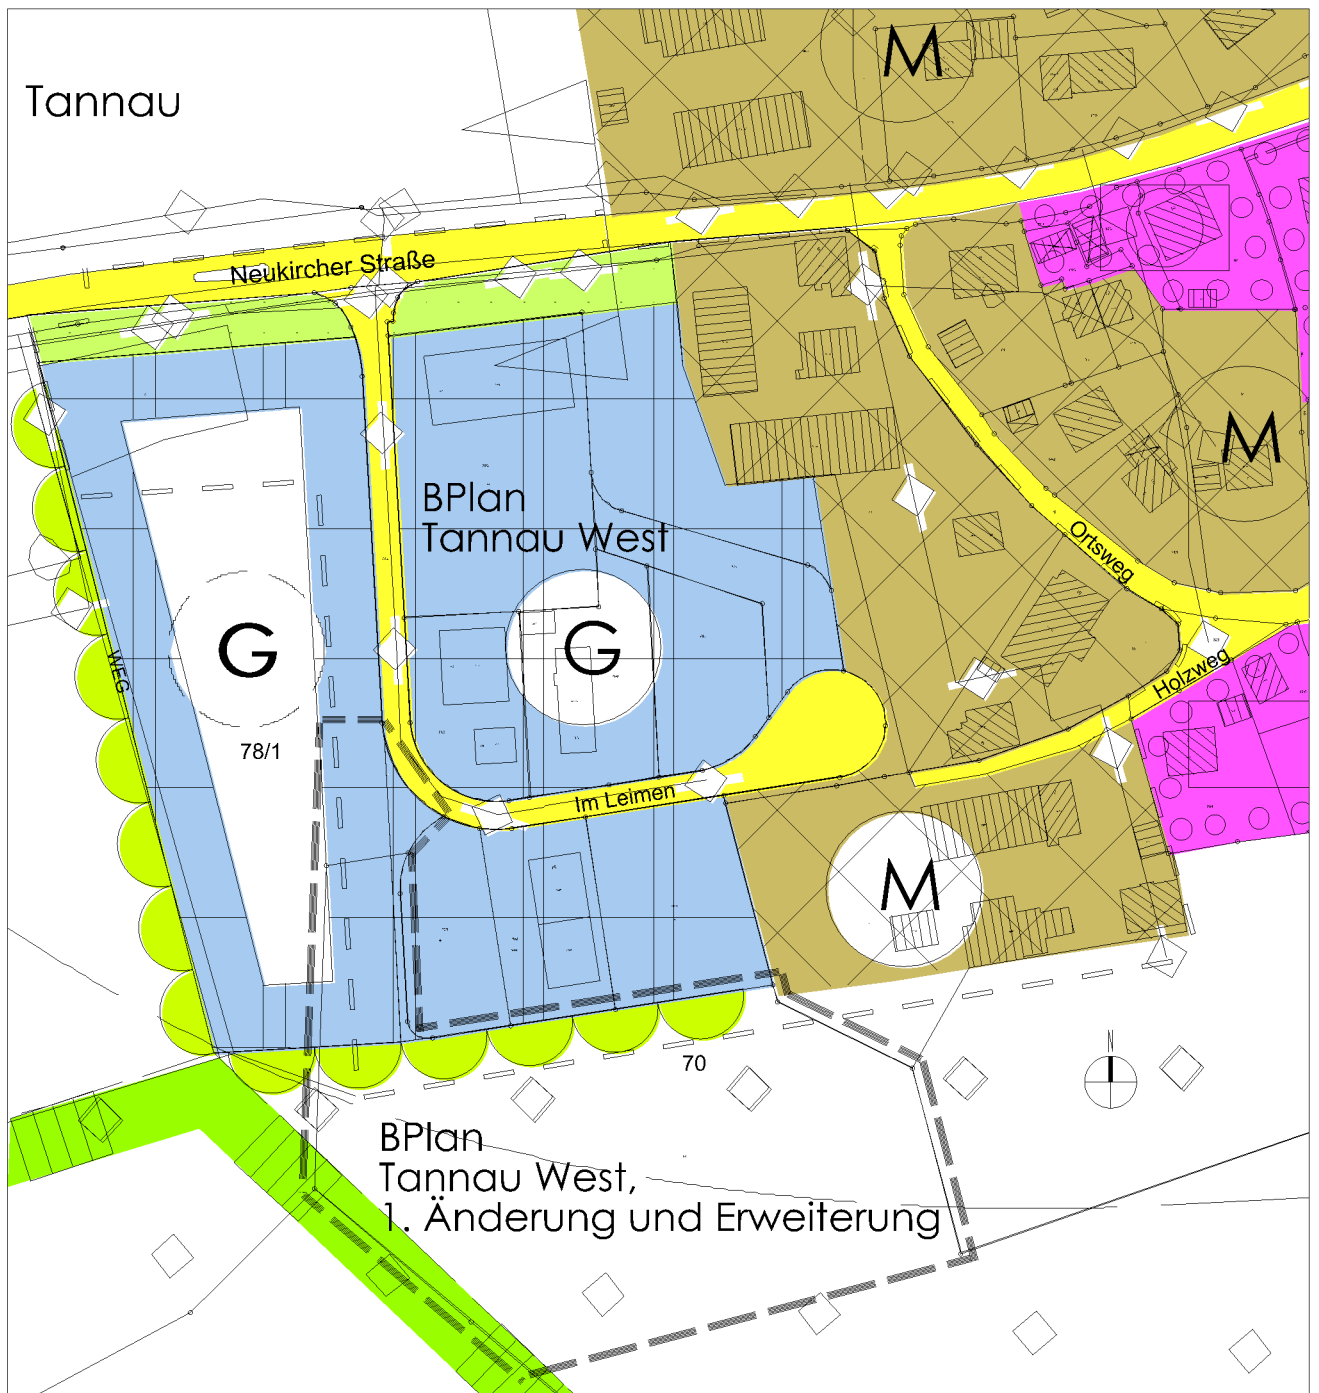 M
Tannau
Neukircher Straße
M
BPlan
Tannau West
Ortsweg
G
G
WEG
Holzweg
78/1
Im Leimen
M
N
70
BPlan
Tannau West,
1. Änderung und Erweiterung